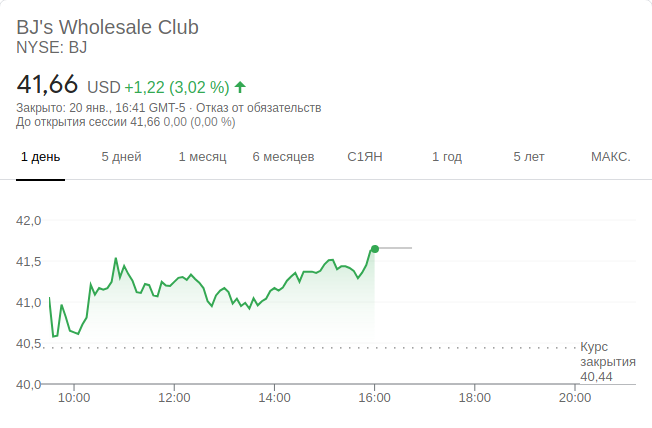 BJ's Wholesale Club
NYSE: BJ
41,66 USD +1,22 (3,02 %)
Закрыто: 20 янв., 16:41 GMT-5 · Отказ от обязательств
До открытия сессии 41,66 0,00 (0,00 %)
1 день 5 дней 1 месяц 6 месяцев С1ЯН 1 год 5 лет МАКС.
42,0
41,5
41,0
40,5
Курс
закрытия
40,44
40,0
10:00 12:00 14:00 16:00 18:00 20:00